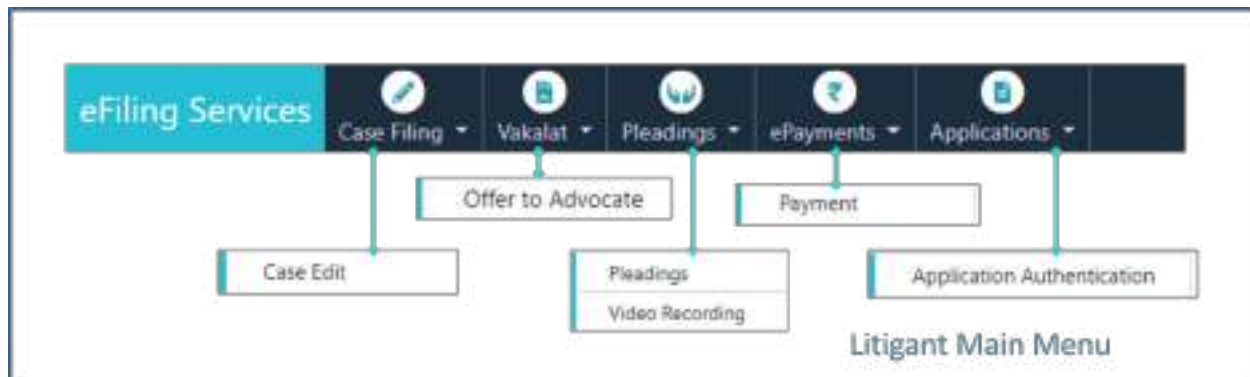 eFiling Services
Case Filing
Vakalat
Pleadings
ePayments
Applications
Offer to Advocate
Payment
Case Edit
Pleadings
Application Authentication
Video Recording
Litigant Main Menu